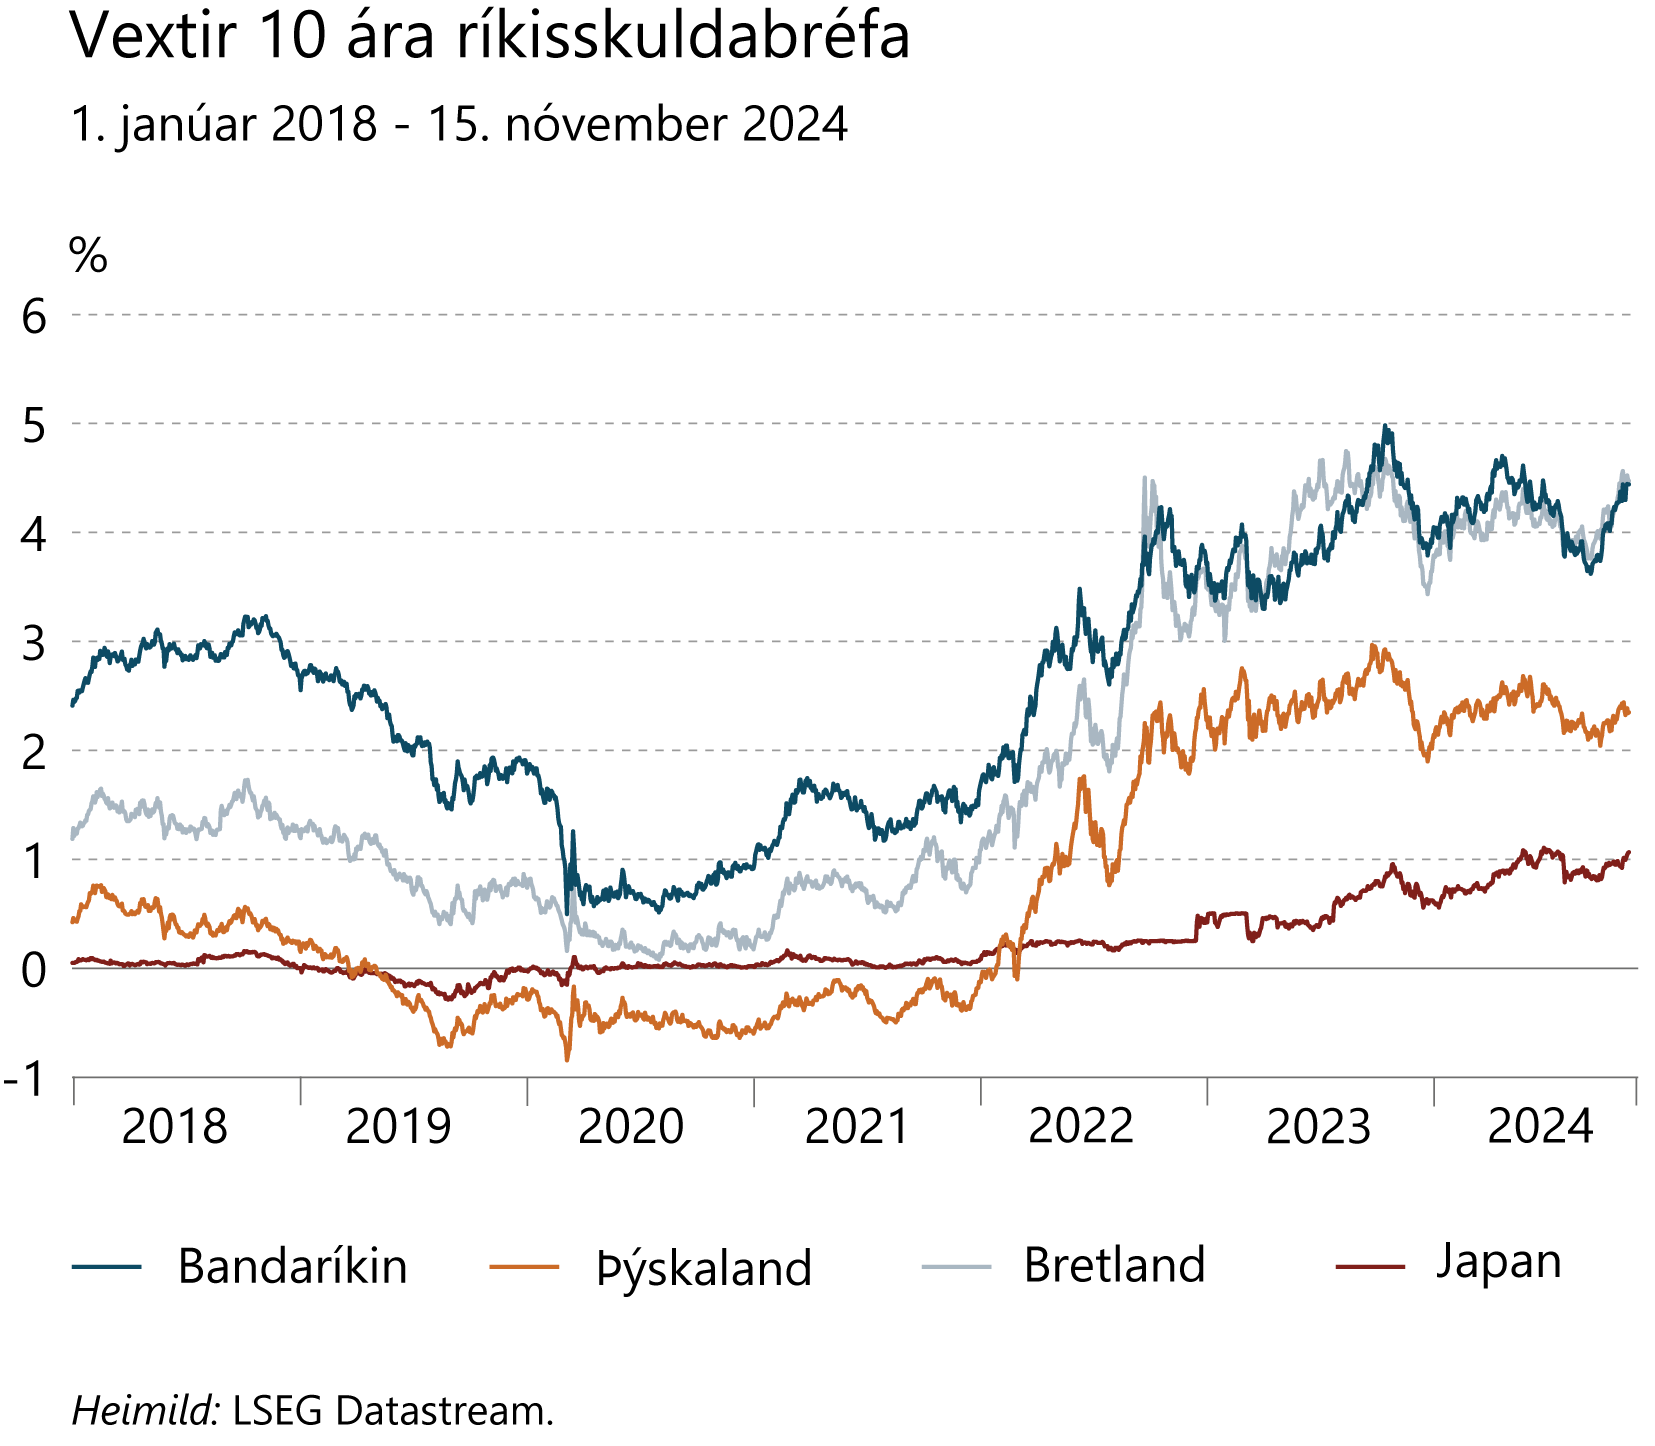 Vextir 10 ára ríkisskuldabréfa
1. janúar 2018 - 15. nóvember 2024
%
6
5
4
3
2
1
0
-1
2018 2019 2020 2021 2022 2023 2024
Bandaríkin Þýskaland Bretland Japan
Heimild: LSEG Datastream.